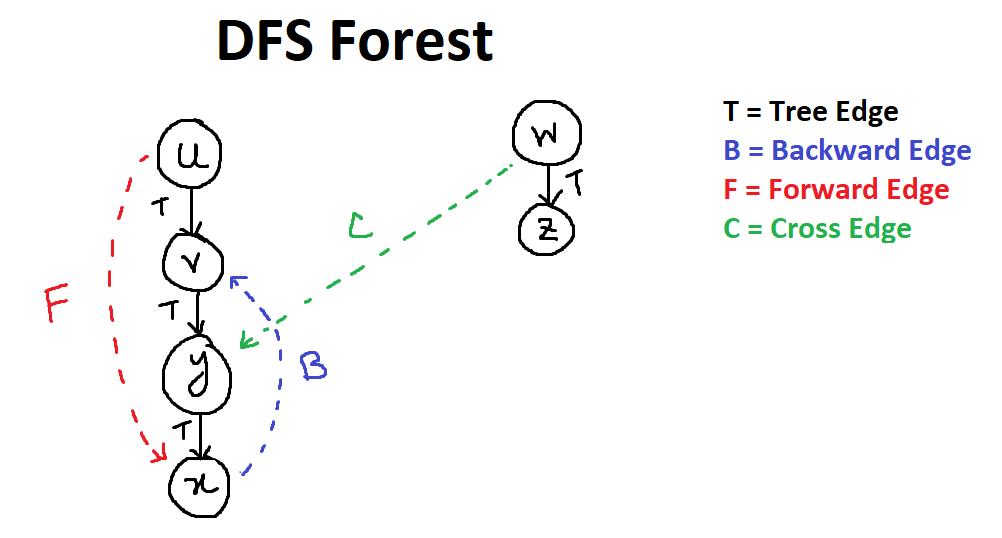 DFS Forest
T = Tree Edge
B = Backward Edge
F = Forward Edge
C = Cross Edge
u
w
T
T
z
C
v
F
T
y
B
T
x